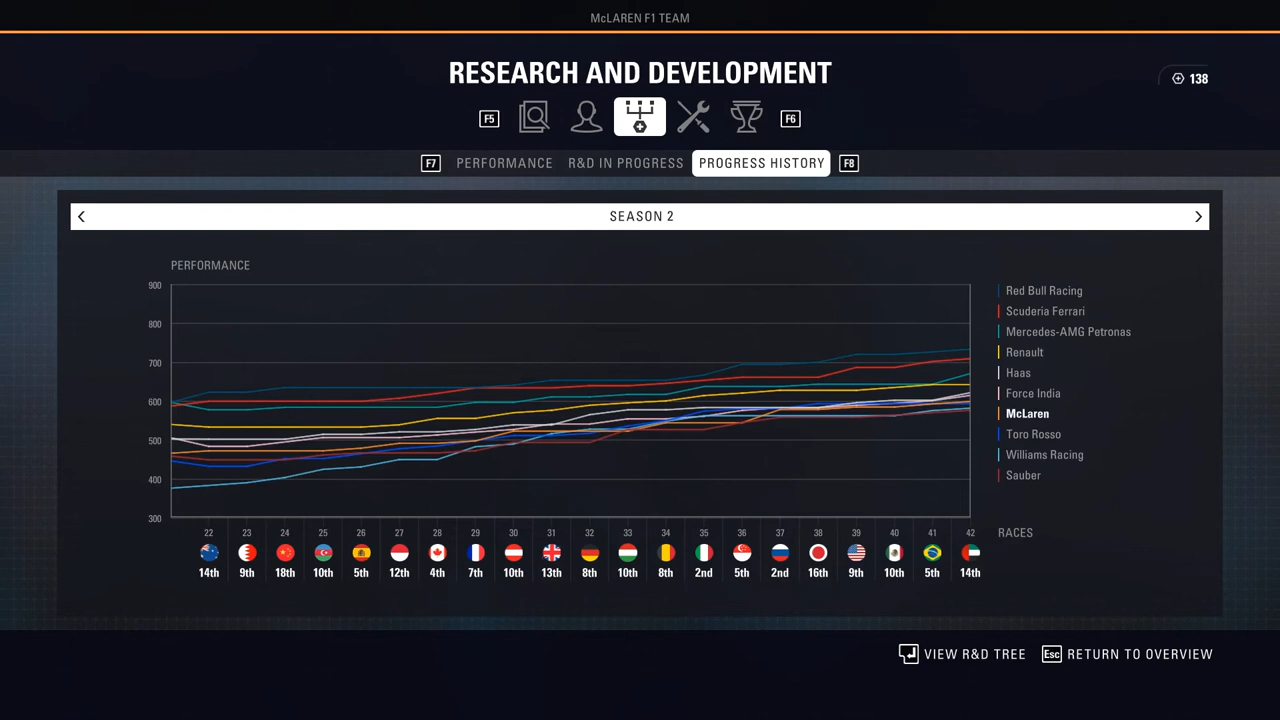 McLAREN F1 TEAM
RESEARCH AND DEVELOPMENT
138
F5 F6
F7 PERFORMANCE R&D IN PROGRESS PROGRESS HISTORY F8
SEASON 2
PERFORMANCE
900
800
700
600
500
400
300
Red Bull Racing
Scuderia Ferrari
Mercedes-AMG Petronas
Renault
Haas
Force India
McLaren
Toro Rosso
Williams Racing
Sauber
22 23 24 25 26 27 28 29 30 31 32 33 34 35 36 37 38 39 40 41 42 RACES
14th 9th 18th 10th 5th 12th 4th 7th 10th 13th 8th 10th 8th 2nd 5th 2nd 16th 9th 10th 5th 14th
VIEW R&D TREE Esc RETURN TO OVERVIEW